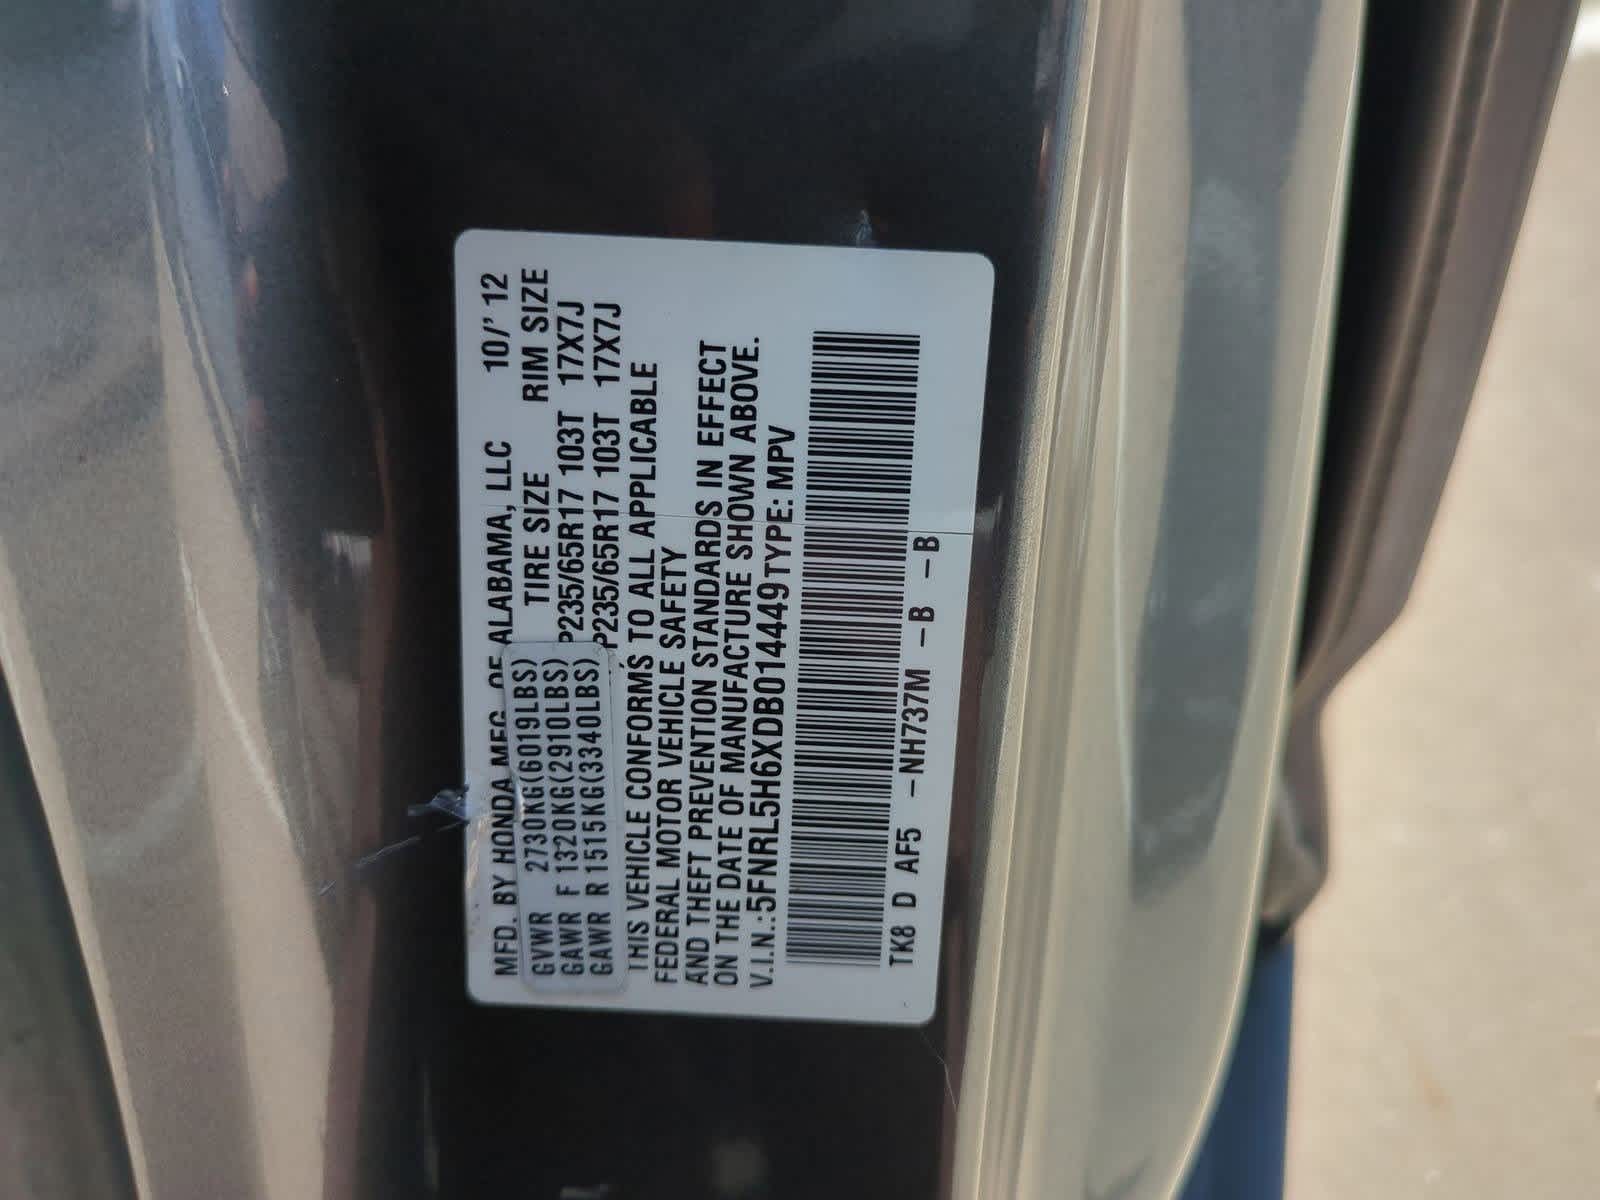 MFD. BY HONDA MFG. OF ALABAMA, LLC 10/'12
TIRE SIZE RIM SIZE
GVWR 2730KG(6019LBS)
GAWR F 1320KG(2910LBS) P235/65R17 103T 17X7J
GAWR R 1515KG(3340LBS) P235/65R17 103T 17X7J
THIS VEHICLE CONFORMS TO ALL APPLICABLE
FEDERAL MOTOR VEHICLE SAFETY
AND THEFT PREVENTION STANDARDS IN EFFECT
ON THE DATE OF MANUFACTURE SHOWN ABOVE.
V.I.N.:5FNRL5H6XDB014449 TYPE: MPV
TK8 D AF5 -NH737M -B -B